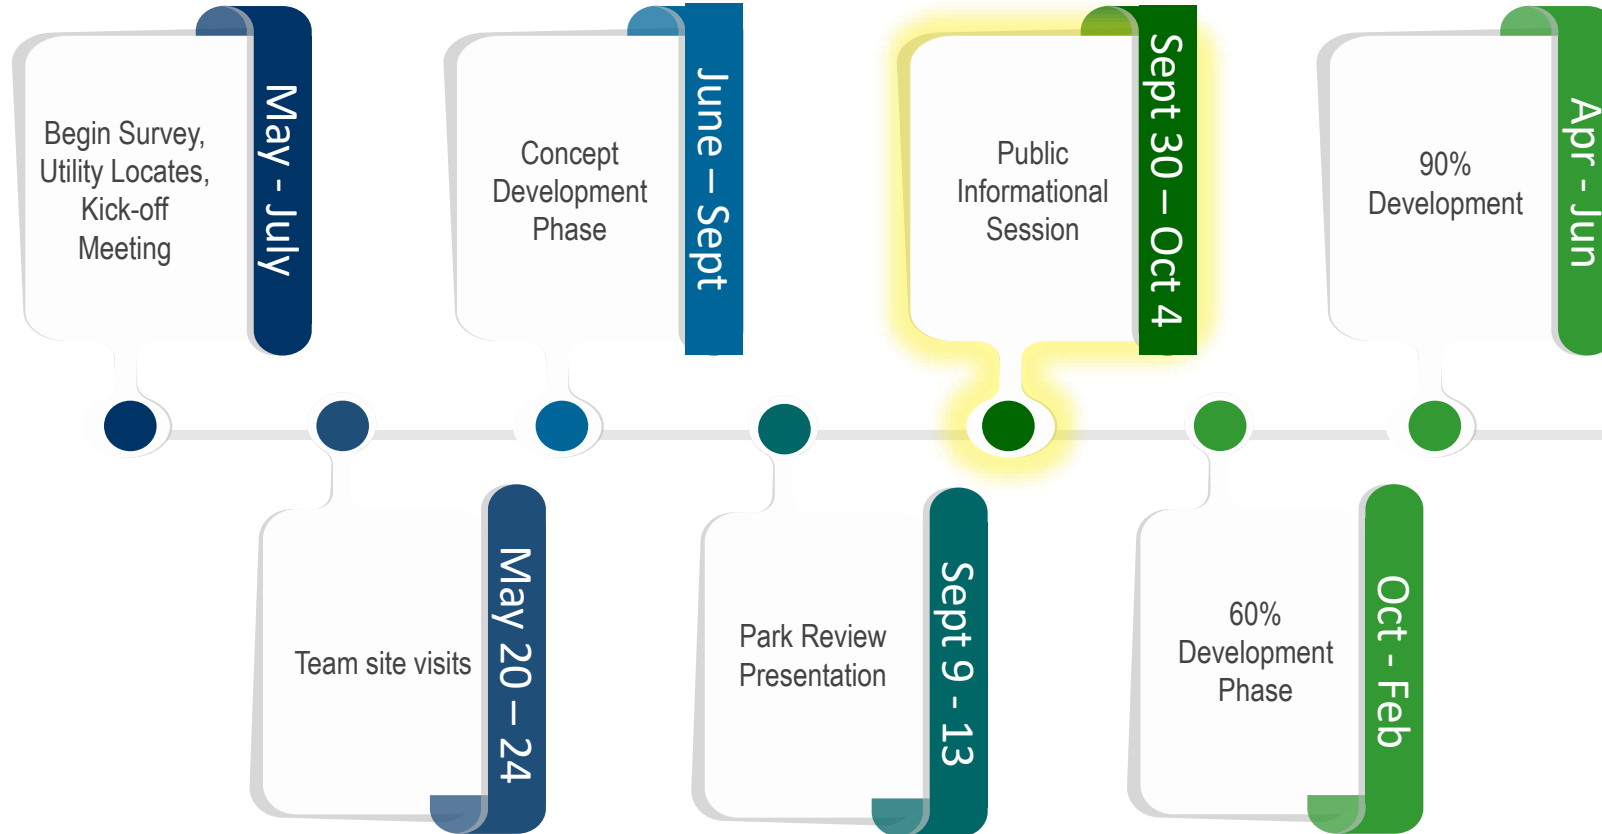 Begin Survey,
Utility Locates,
Kick-off
Meeting
May - July
Team site visits
May 20 – 24
Concept
Development
Phase
June – Sept
Park Review
Presentation
Sept 9 - 13
Public
Informational
Session
Sept 30 – Oct 4
60%
Development
Phase
Oct - Feb
90%
Development
Apr - Jun